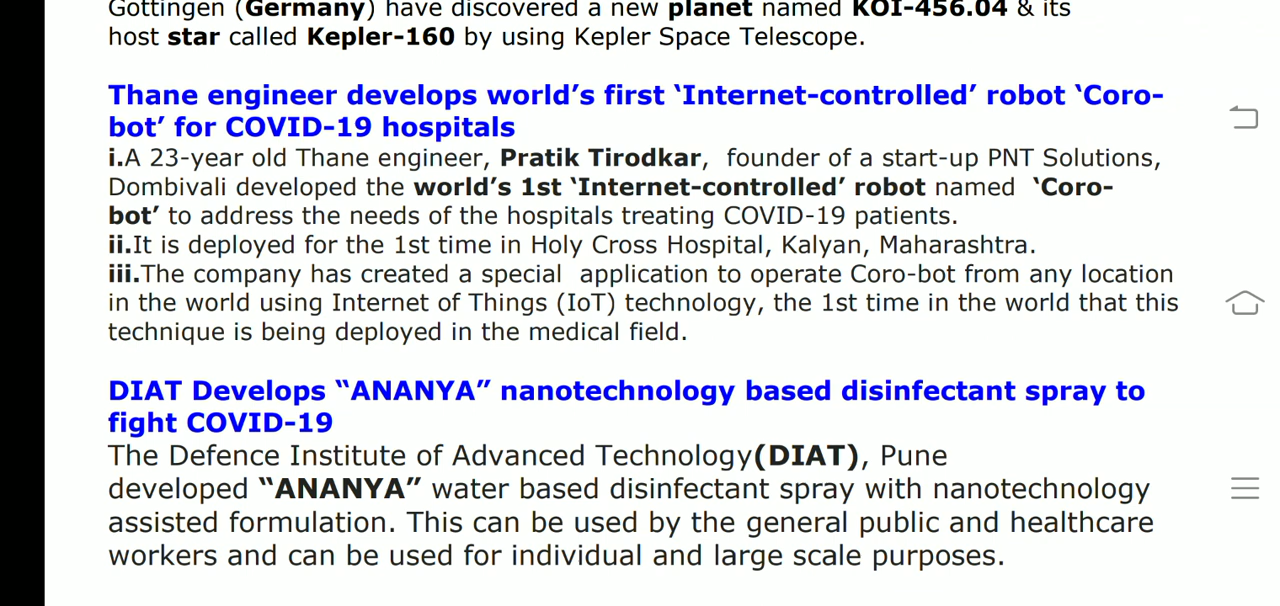 Gottingen (Germany) have discovered a new planet named KOI-456.04 & its
host star called Kepler-160 by using Kepler Space Telescope.
Thane engineer develops world’s first ‘Internet-controlled’ robot ‘Coro-
bot’ for COVID-19 hospitals
i.A 23-year old Thane engineer, Pratik Tirodkar,  founder of a start-up PNT Solutions,
Dombivali developed the world’s 1st ‘Internet-controlled’ robot named  ‘Coro-
bot’ to address the needs of the hospitals treating COVID-19 patients.
ii.It is deployed for the 1st time in Holy Cross Hospital, Kalyan, Maharashtra.
iii.The company has created a special  application to operate Coro-bot from any location
in the world using Internet of Things (IoT) technology, the 1st time in the world that this
technique is being deployed in the medical field.
DIAT Develops “ANANYA” nanotechnology based disinfectant spray to
fight COVID-19
The Defence Institute of Advanced Technology(DIAT), Pune
developed “ANANYA” water based disinfectant spray with nanotechnology
assisted formulation. This can be used by the general public and healthcare
workers and can be used for individual and large scale purposes.